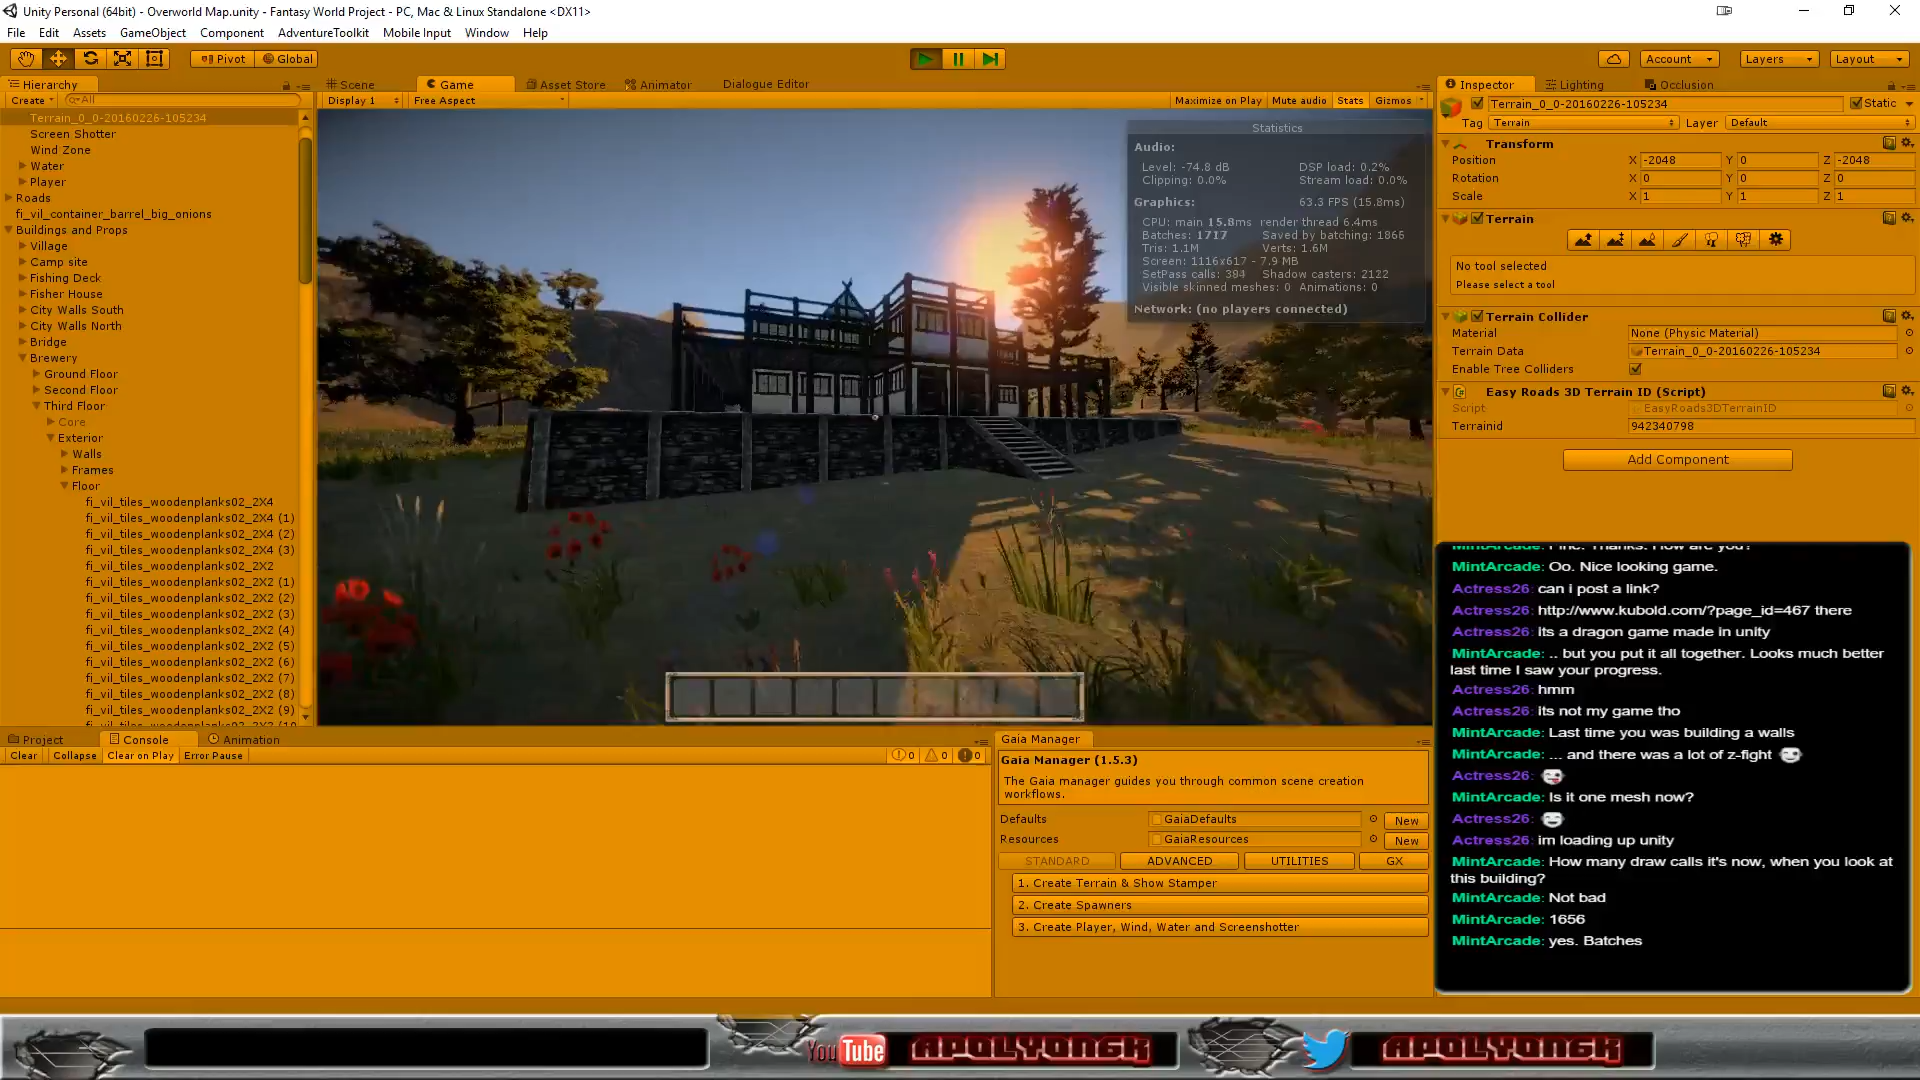 Unity Personal (64bit) - Overworld Map.unity - Fantasy World Project - PC, Mac & Linux Standalone <DX11>
File Edit Assets GameObject Component AdventureToolkit Mobile Input Window Help
Pivot Global Account Layers Layout
Hierarchy
Create All
Terrain_0_0-20160226-105234
Screen Shotter
Wind Zone
Water
Player
Roads
fi_vil_container_barrel_big_onions
Buildings and Props
Village
Camp site
Fishing Deck
Fisher House
City Walls South
City Walls North
Bridge
Brewery
Ground Floor
Second Floor
Third Floor
Core
Exterior
Walls
Frames
Floor
fi_vil_tiles_woodenplanks02_2X4
fi_vil_tiles_woodenplanks02_2X4 (1)
fi_vil_tiles_woodenplanks02_2X4 (2)
fi_vil_tiles_woodenplanks02_2X4 (3)
fi_vil_tiles_woodenplanks02_2X2
fi_vil_tiles_woodenplanks02_2X2 (1)
fi_vil_tiles_woodenplanks02_2X2 (2)
fi_vil_tiles_woodenplanks02_2X2 (3)
fi_vil_tiles_woodenplanks02_2X2 (4)
fi_vil_tiles_woodenplanks02_2X2 (5)
fi_vil_tiles_woodenplanks02_2X2 (6)
fi_vil_tiles_woodenplanks02_2X2 (7)
fi_vil_tiles_woodenplanks02_2X2 (8)
fi_vil_tiles_woodenplanks02_2X2 (9)
Scene Game Asset Store Animator Dialogue Editor
Display 1 Free Aspect Maximize on Play Mute audio Stats Gizmos
Statistics
Audio:
Level: -74.8 dB DSP load: 0.2%
Clipping: 0.0% Stream load: 0.0%
Graphics: 63.3 FPS (15.8ms)
CPU: main 15.8ms render thread 6.4ms
Batches: 1717 Saved by batching: 1866
Tris: 1.1M Verts: 1.6M
Screen: 1116x617 - 7.9 MB
SetPass calls: 384 Shadow casters: 2122
Visible skinned meshes: 0 Animations: 0
Network: (no players connected)
Inspector Lighting Occlusion
Terrain_0_0-20160226-105234 Static
Tag Terrain Layer Default
Transform
Position X -2048 Y 0 Z -2048
Rotation X 0 Y 0 Z 0
Scale X 1 Y 1 Z 1
Terrain
No tool selected
Please select a tool
Terrain Collider
Material None (Physic Material)
Terrain Data Terrain_0_0-20160226-105234
Enable Tree Colliders
Easy Roads 3D Terrain ID (Script)
Script EasyRoads3DTerrainID
Terrainid 942340798
Add Component
MintArcade: Fine. Thanks. How are you?
MintArcade: Oo. Nice looking game.
Actress26: can i post a link?
Actress26: http://www.kubold.com/?page_id=467 there
Actress26: its a dragon game made in unity
MintArcade: .. but you put it all together. Looks much better
last time I saw your progress.
Actress26: hmm
Actress26: its not my game tho
MintArcade: Last time you was building a walls
MintArcade: ... and there was a lot of z-fight
Actress26:
MintArcade: Is it one mesh now?
Actress26:
Actress26: im loading up unity
MintArcade: How many draw calls it's now, when you look at
this building?
MintArcade: Not bad
MintArcade: 1656
MintArcade: yes. Batches
Project Console Animation
Clear Collapse Clear on Play Error Pause 0 0 0
Gaia Manager
Gaia Manager (1.5.3)
The Gaia manager guides you through common scene creation
workflows.
Defaults GaiaDefaults New
Resources GaiaResources New
STANDARD ADVANCED UTILITIES GX
1. Create Terrain & Show Stamper
2. Create Spawners
3. Create Player, Wind, Water and Screenshotter
YouTube APOLYONGK APOLYONGK